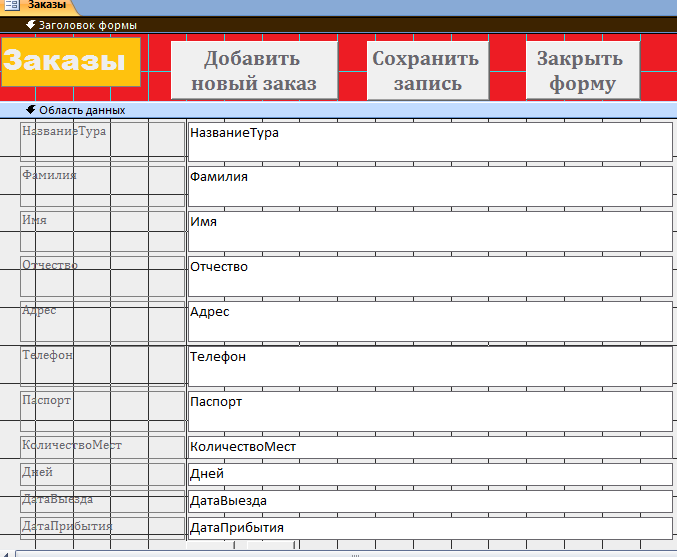 Заказы
Заголовок формы
Заказы
Добавить
новый заказ
Сохранить
запись
Закрыть
форму
Область данных
НазваниеТура НазваниеТура
Фамилия Фамилия
Имя Имя
Отчество Отчество
Адрес Адрес
Телефон Телефон
Паспорт Паспорт
КоличествоМест КоличествоМест
Дней Дней
ДатаВыезда ДатаВыезда
ДатаПрибытия ДатаПрибытия